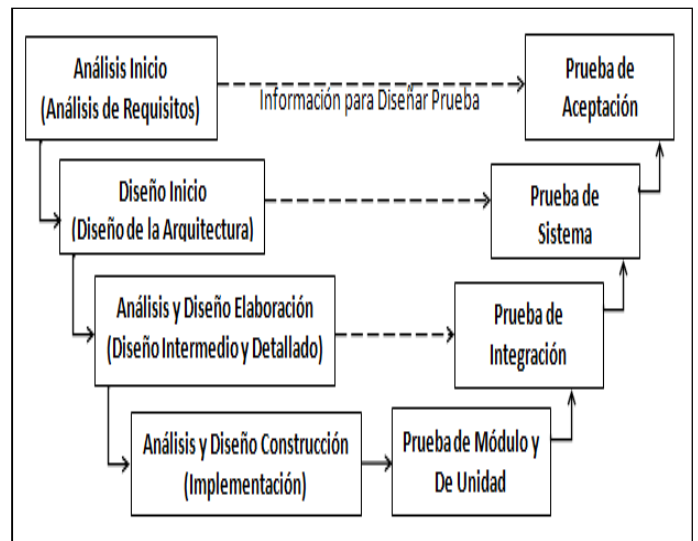 Análisis Inicio
(Análisis de Requisitos)
Información para Diseñar Prueba
Prueba de
Aceptación
Diseño Inicio
(Diseño de la Arquitectura)
Prueba de
Sistema
Análisis y Diseño Elaboración
(Diseño Intermedio y Detallado)
Prueba de
Integración
Análisis y Diseño Construcción
(Implementación)
Prueba de Módulo y
De Unidad